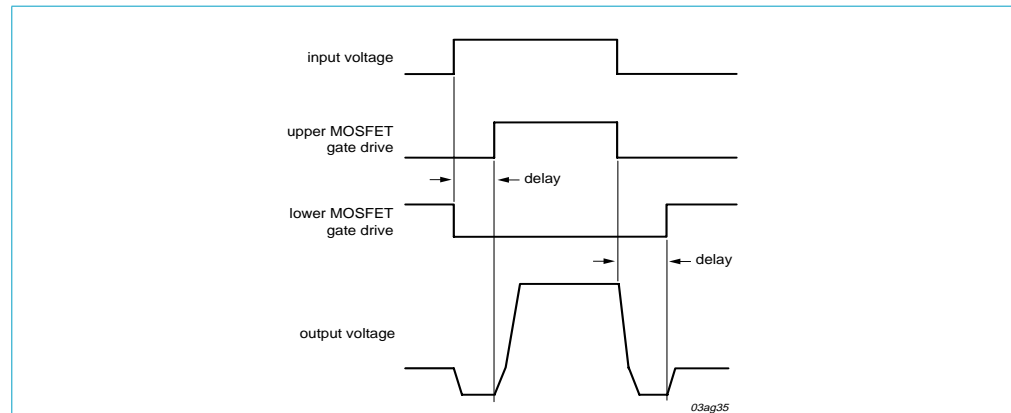 input voltage
upper MOSFET
gate drive
delay
lower MOSFET
gate drive
delay
output voltage
03ag35